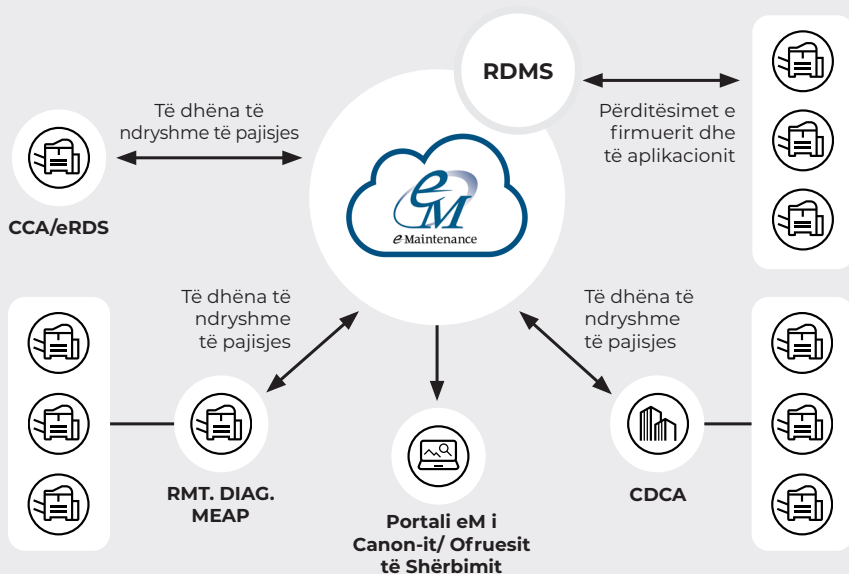 RDMS
Të dhëna të
ndryshme të pajisjes
Përditësimet e
firmuerit dhe
të aplikacionit
CCA/eRDS
eM
e Maintenance
Të dhëna të
ndryshme
të pajisjes
Të dhëna të
ndryshme
të pajisjes
RMT. DIAG.
MEAP
Portali eM i
Canon-it/ Ofruesit
të Shërbimit
CDCA